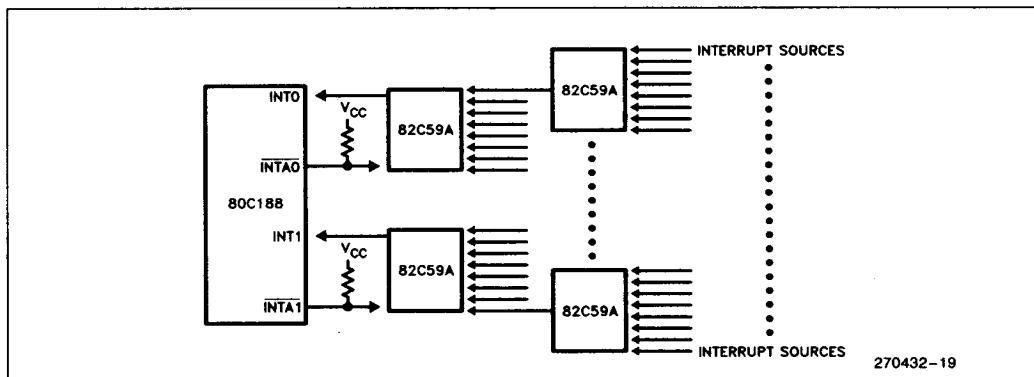 INTERRUPT SOURCES
82C59A
INT0
VCC
82C59A
INTA0
80C188
INT1
VCC
82C59A
INTA1
82C59A
INTERRUPT SOURCES
270432-19